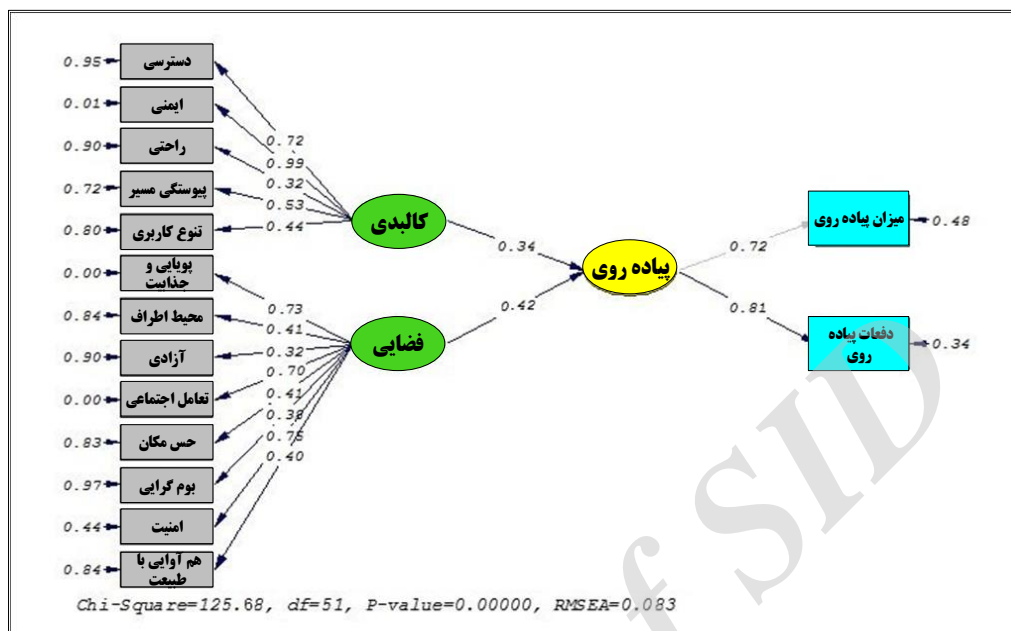 0.95
دسترسی
0.01
ایمنی
0.90
راحتی
0.72
پیوستگی مسیر
0.80
تنوع کاربری
0.00
پویایی و
جذابیت
0.84
محیط اطراف
0.90
آزادی
0.00
تعامل اجتماعی
0.83
حس مکان
0.97
بوم گرایی
0.44
امنیت
0.84
هم آوایی با
طبیعت
0.72
0.99
0.32
0.53
0.44
0.73
0.41
0.32
0.70
0.41
0.38
0.75
0.40
کالبدی
فضایی
0.34
0.42
پیاده روی
0.72
0.81
میزان پیاده روی
0.48
دفعات پیاده
روی
0.34
Chi-Square=125.68, df=51, P-value=0.00000, RMSEA=0.083
f SID